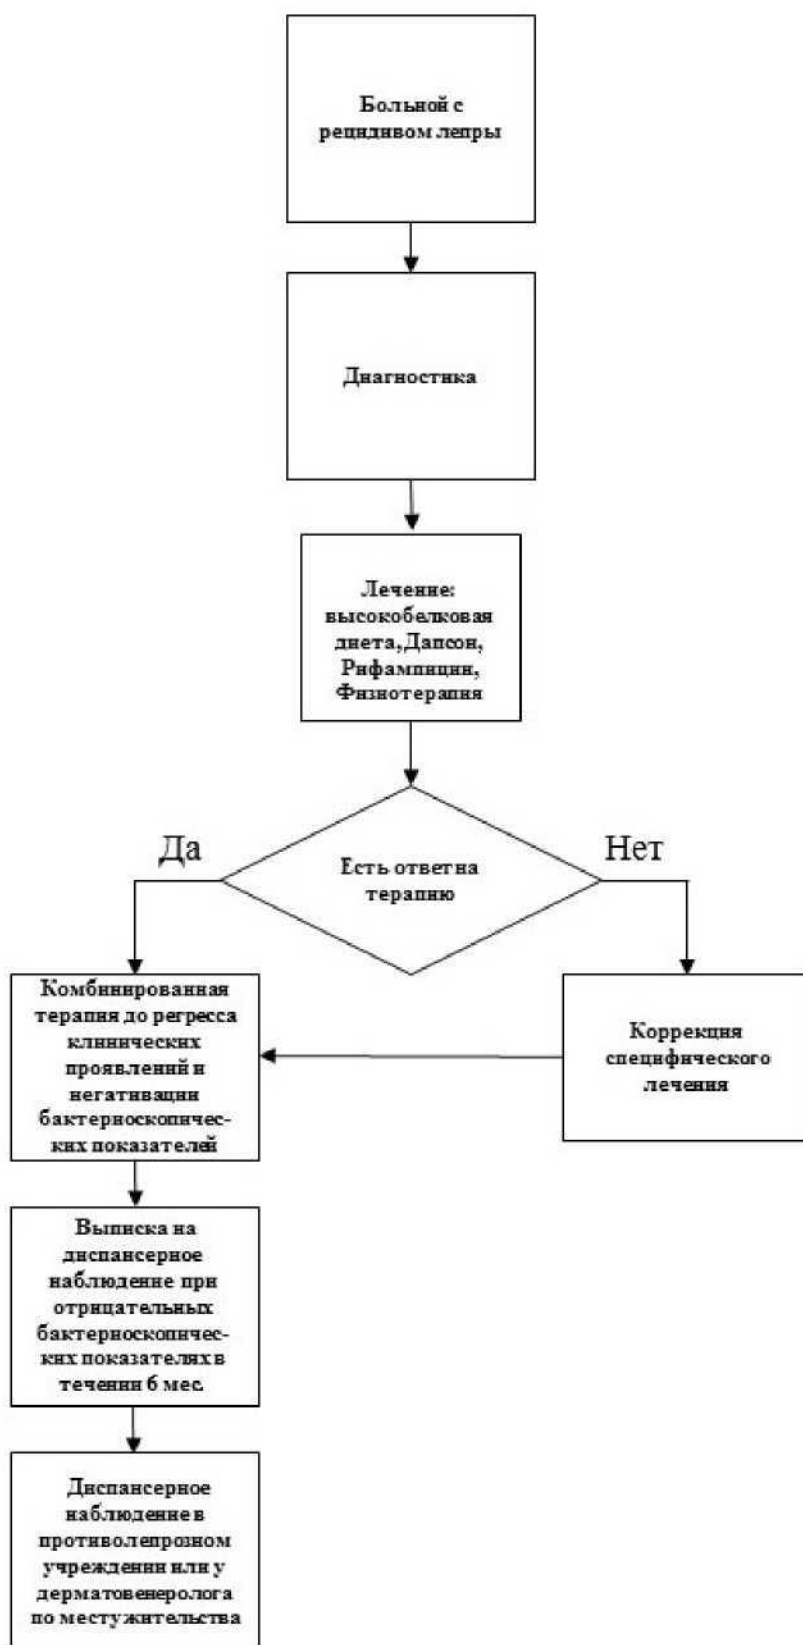 Больной с
рецидивом лепры
Диагностика
Лечение:
высокобелковая
диета, Дапсон,
Рифампицин,
Физиотерапия
Есть ответ на
терапию
Да
Нет
Комбинированная
терапия до регресса
клинических
проявлений и
негативации
бактериоскопичес-
ких показателей
Коррекция
специфического
лечения
Выписка на
диспансерное
наблюдение при
отрицательных
бактериоскопичес-
ких показателях в
течении 6 мес.
Диспансерное
наблюдение в
противолепрозном
учреждении или у
дерматовенеролога
по месту жительства